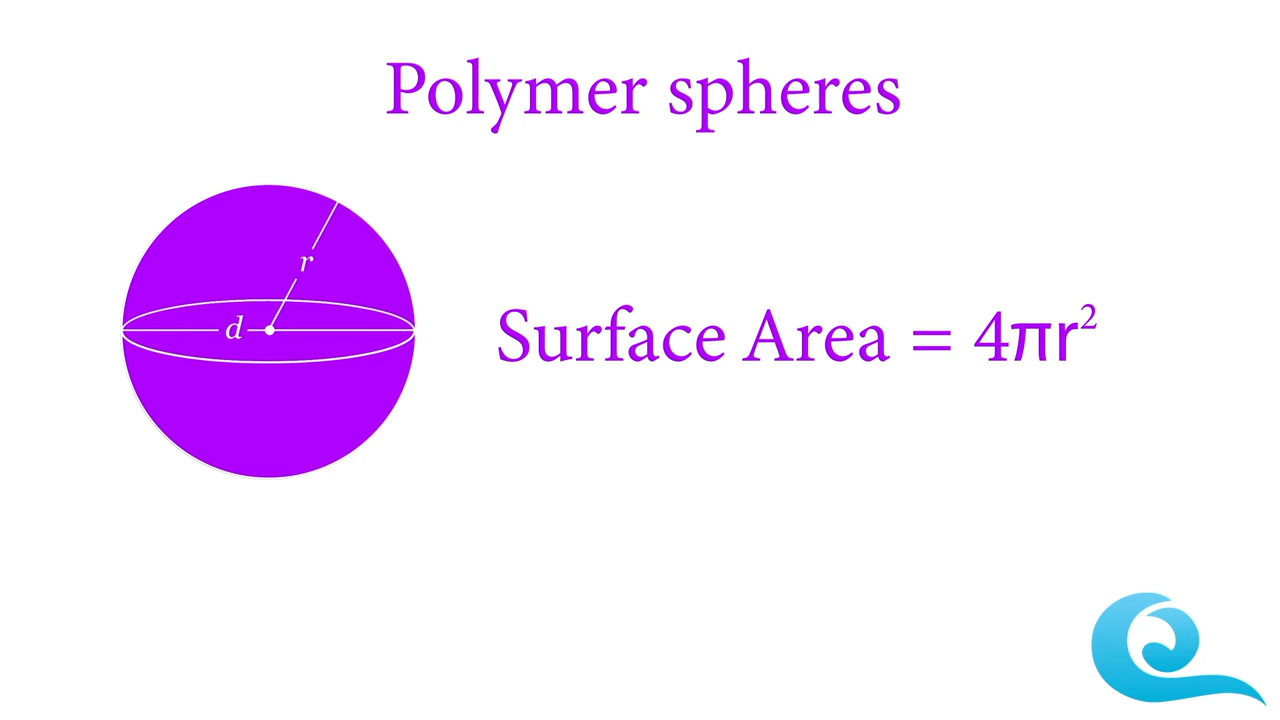 Polymer spheres
r
d
Surface Area = 4πr²